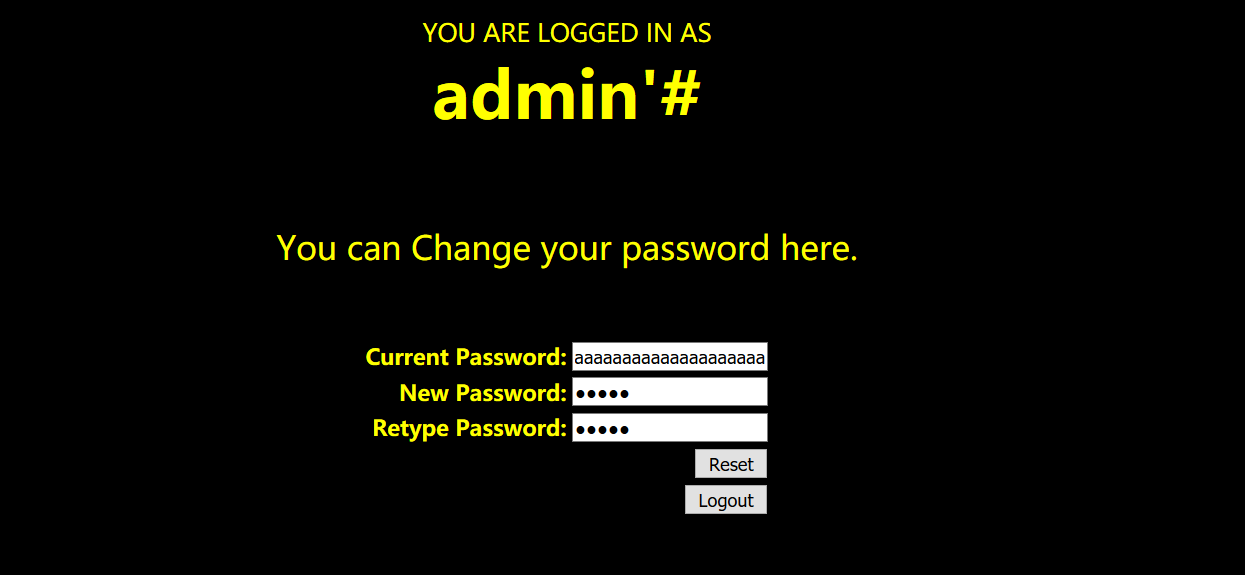 YOU ARE LOGGED IN AS
admin'#
You can Change your password here.
Current Password: aaaaaaaaaaaaaaaaaaaa
New Password: •••••
Retype Password: •••••
Reset
Logout